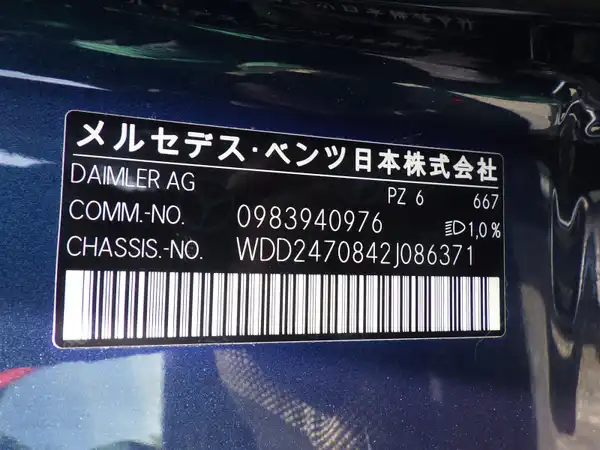 メルセデス・ベンツ日本株式会社
DAIMLER AG PZ 6 667
COMM.-NO. 0983940976 1,0 %
CHASSIS.-NO. WDD2470842J086371